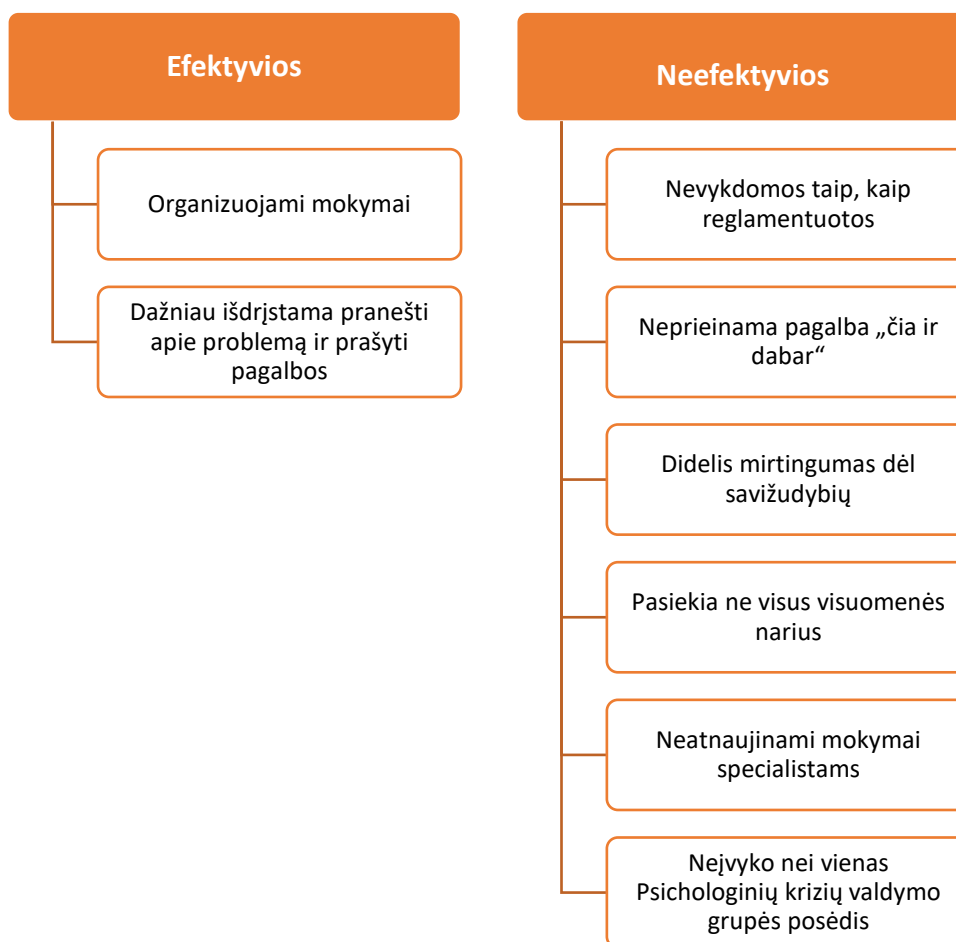 Efektyvios
Organizuojami mokymai
Dažniau išdrįstama pranešti
apie problemą ir prašyti
pagalbos
Neefektyvios
Nevykdomos taip, kaip
reglamentuotos
Neprieinama pagalba „čia ir
dabar“
Didelis mirtingumas dėl
savižudybių
Pasiekia ne visus visuomenės
narius
Neatnaujinami mokymai
specialistams
Neįvyko nei vienas
Psichologinių krizių valdymo
grupės posėdis